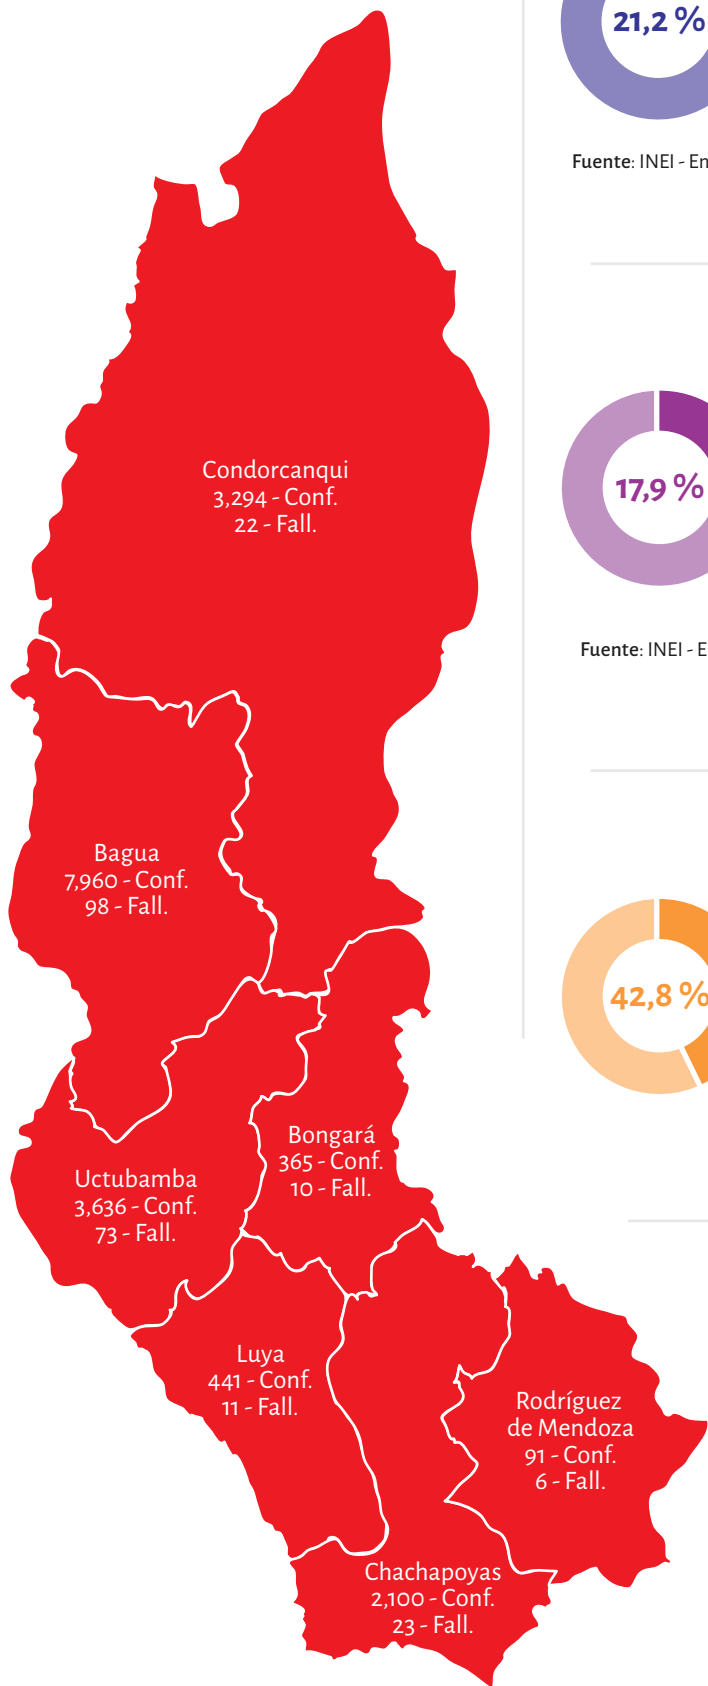 21,2 %
Fuente: INEI - En
Condorcanqui
3,294 - Conf.
22 - Fall.
17,9 %
Fuente: INEI - E
Bagua
7,960 - Conf.
98 - Fall.
42,8 %
Bongará
365 - Conf.
10 - Fall.
Uctubamba
3,636 - Conf.
73 - Fall.
Luya
441 - Conf.
11 - Fall.
Rodríguez
de Mendoza
91 - Conf.
6 - Fall.
Chachapoyas
2,100 - Conf.
23 - Fall.